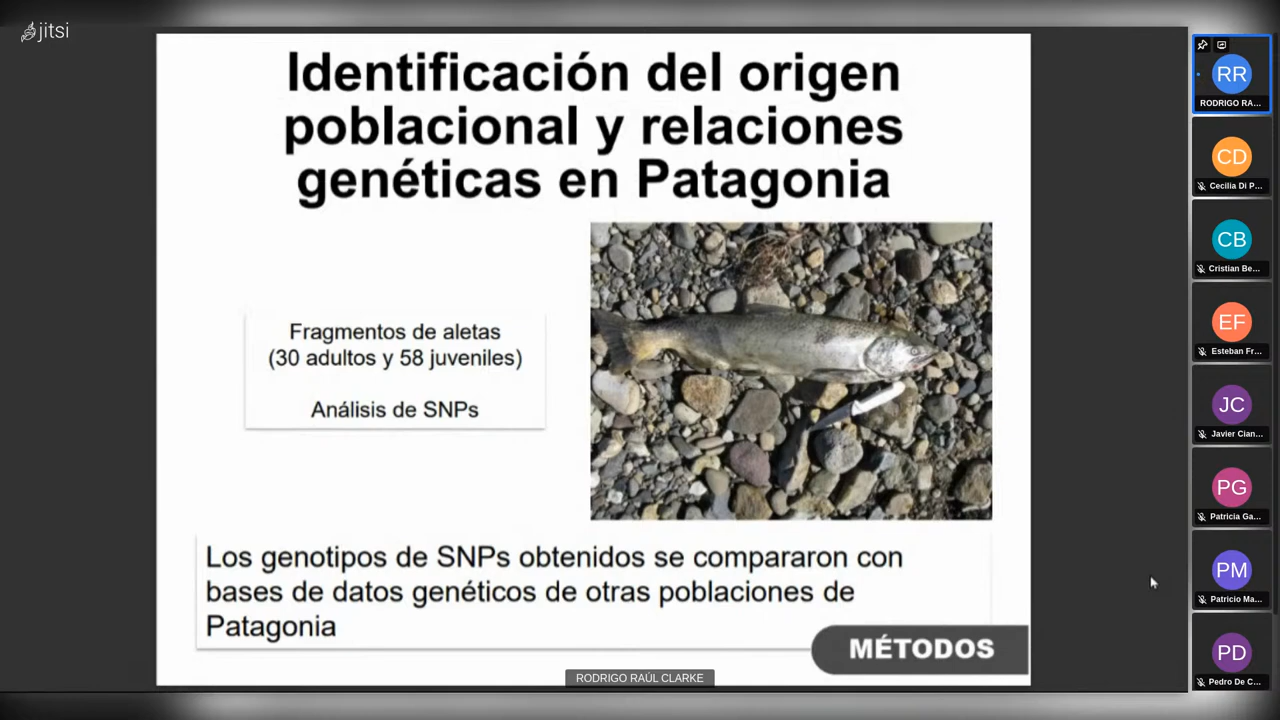 jitsi
Identificación del origen
poblacional y relaciones
genéticas en Patagonia
Fragmentos de aletas
(30 adultos y 58 juveniles)
Análisis de SNPs
Los genotipos de SNPs obtenidos se compararon con
bases de datos genéticos de otras poblaciones de
Patagonia
MÉTODOS
RODRIGO RAÚL CLARKE
RR
RODRIGO RA...
CD
Cecilia Di P...
CB
Cristian Be...
EF
Esteban Fr...
JC
Javier Cian...
PG
Patricia Ga...
PM
Patricio Ma...
PD
Pedro De C...